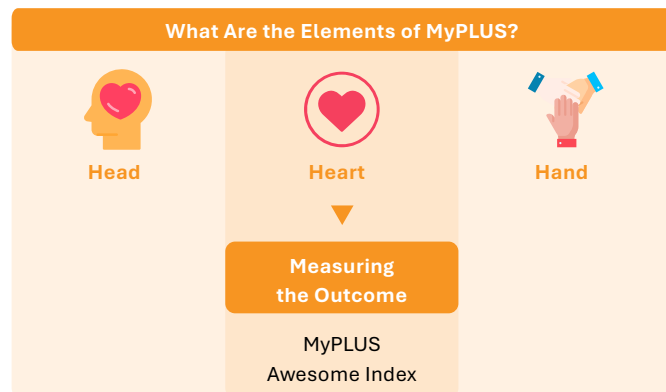 What Are the Elements of MyPLUS?
Head
Heart
Hand
Measuring
the Outcome
MyPLUS
Awesome Index